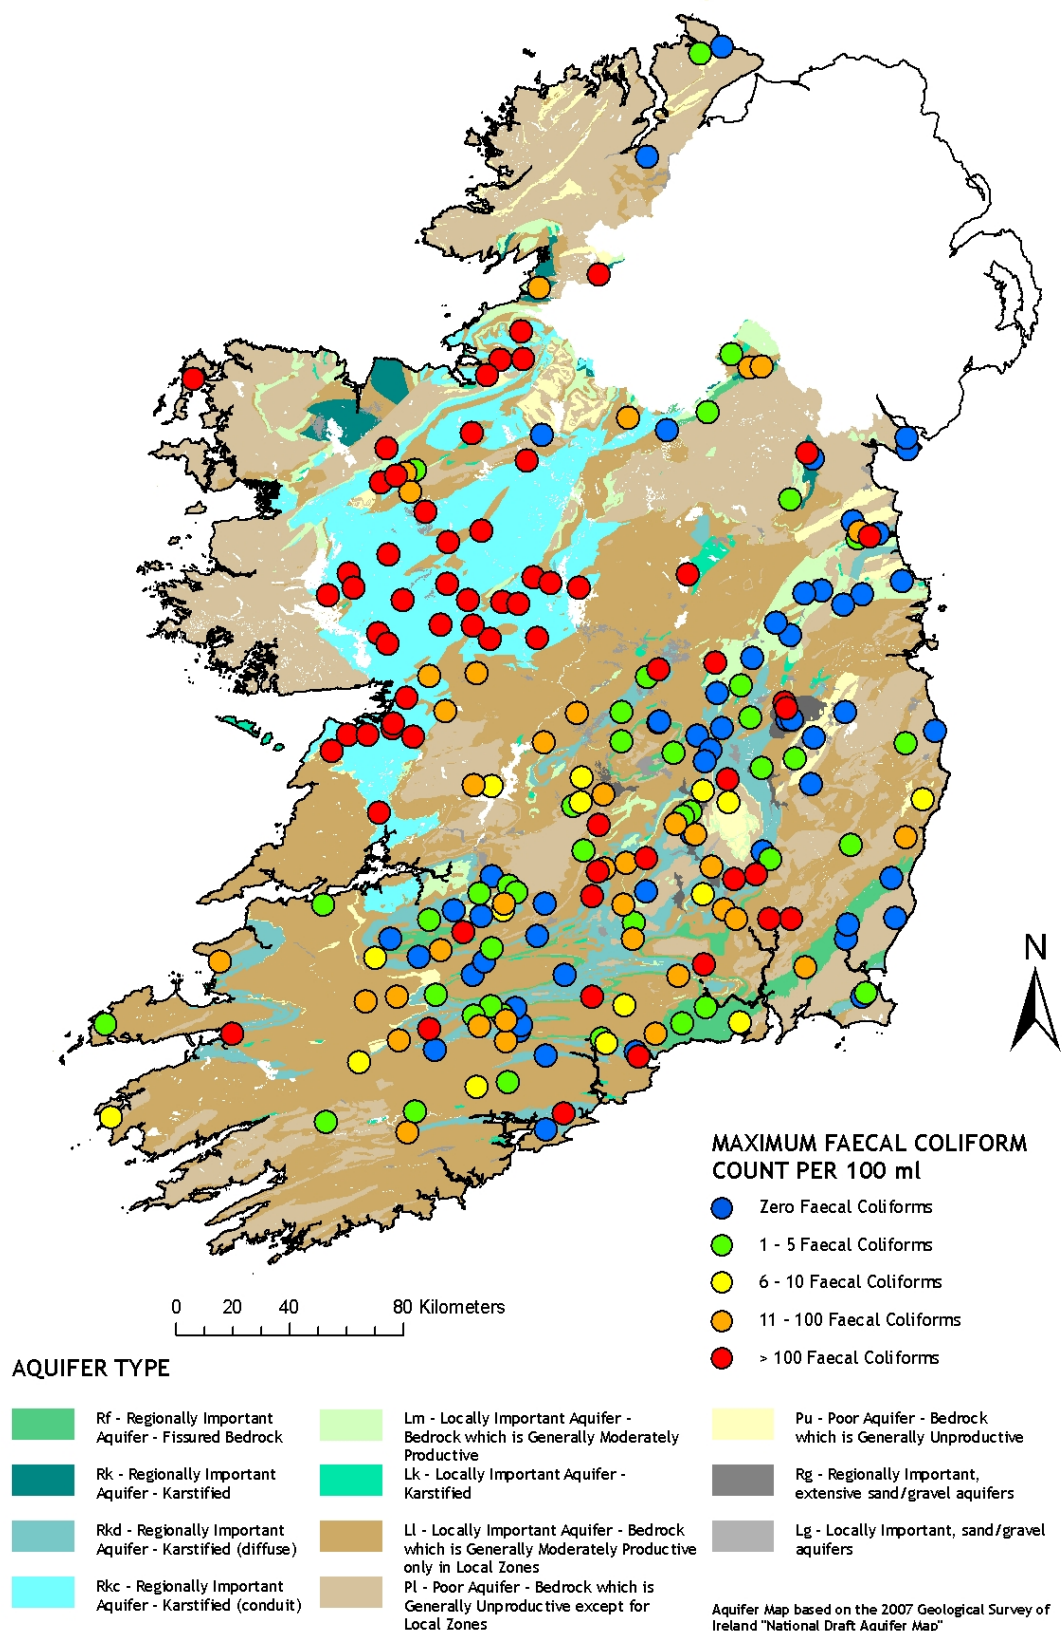 N
MAXIMUM FAECAL COLIFORM
COUNT PER 100 ml
Zero Faecal Coliforms
1 - 5 Faecal Coliforms
6 - 10 Faecal Coliforms
11 - 100 Faecal Coliforms
> 100 Faecal Coliforms
0 20 40 80 Kilometers
AQUIFER TYPE
Rf - Regionally Important
Aquifer - Fissured Bedrock
Rk - Regionally Important
Aquifer - Karstified
Rkd - Regionally Important
Aquifer - Karstified (diffuse)
Rkc - Regionally Important
Aquifer - Karstified (conduit)
Lm - Locally Important Aquifer -
Bedrock which is Generally Moderately
Productive
Lk - Locally Important Aquifer -
Karstified
Ll - Locally Important Aquifer - Bedrock
which is Generally Moderately Productive
only in Local Zones
Pl - Poor Aquifer - Bedrock which is
Generally Unproductive except for
Local Zones
Pu - Poor Aquifer - Bedrock
which is Generally Unproductive
Rg - Regionally Important,
extensive sand/gravel aquifers
Lg - Locally Important, sand/gravel
aquifers
Aquifer Map based on the 2007 Geological Survey of
Ireland "National Draft Aquifer Map"